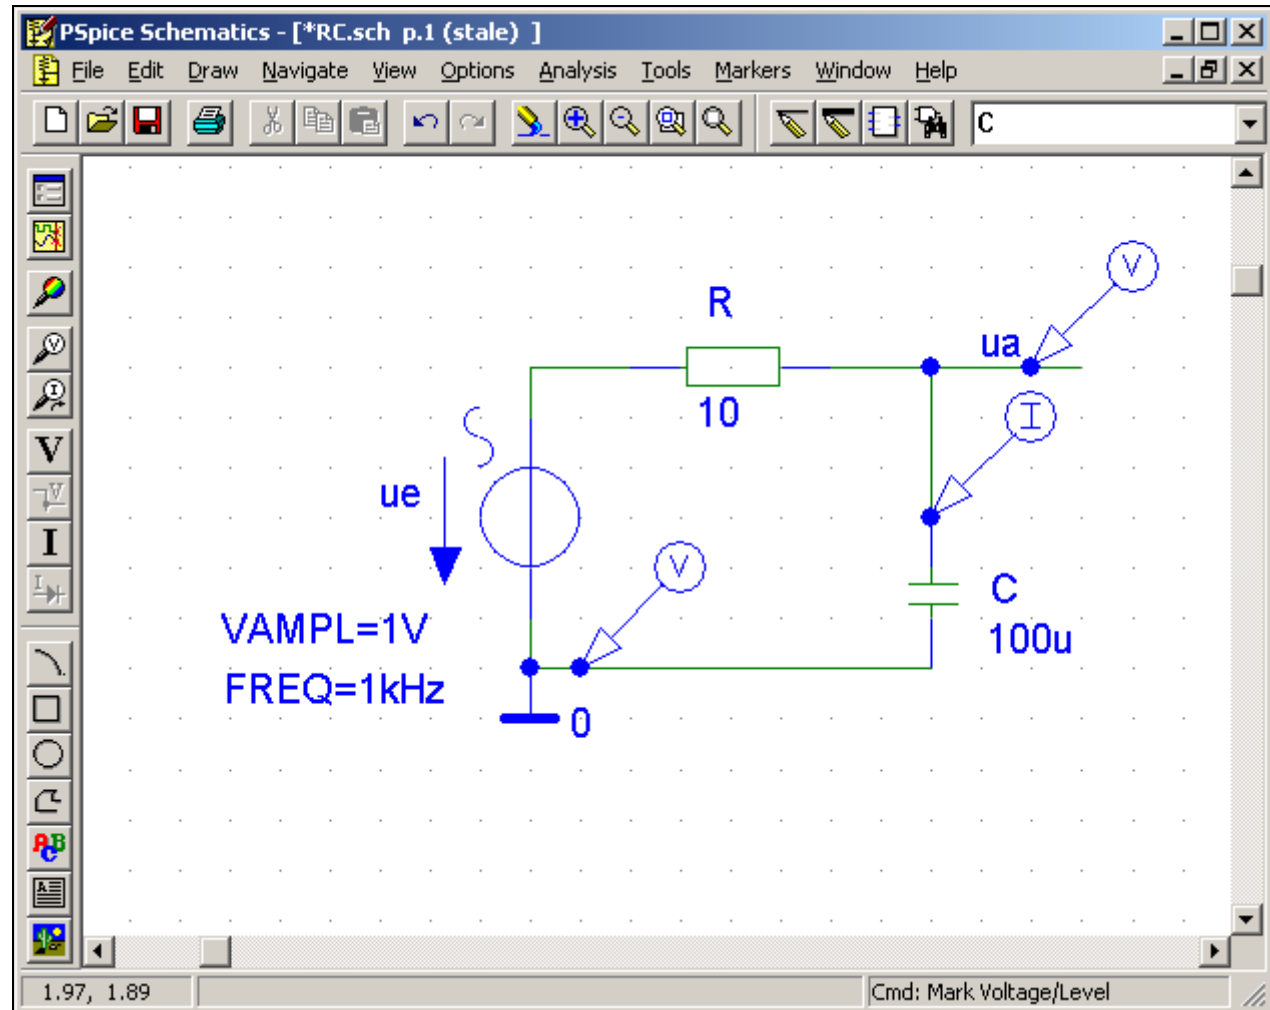 PSpice Schematics - [*RC.sch p.1 (stale) ]
File Edit Draw Navigate View Options Analysis Tools Markers Window Help
C
V
R
ua
10
I
ue
V
C
VAMPL=1V
100u
FREQ=1kHz
0
V
I
V
V
I
I
ABC
A
1.97, 1.89
Cmd: Mark Voltage/Level